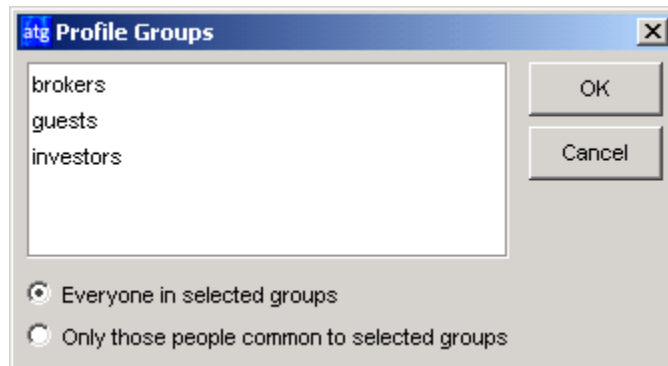 atg Profile Groups
brokers
guests
investors
OK
Cancel
Everyone in selected groups
Only those people common to selected groups